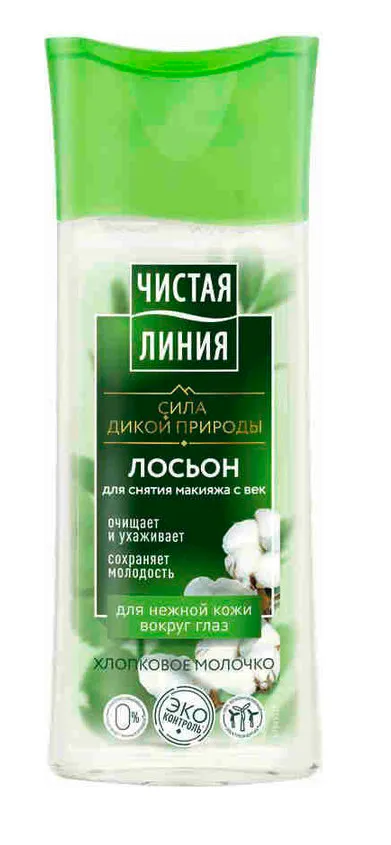 ЧИСТАЯ
ЛИНИЯ
СИЛА
ДИКОЙ ПРИРОДЫ
ЛОСЬОН
для снятия макияжа с век
очищает
и ухаживает
сохраняет
молодость
для нежной кожи
вокруг глаз
ХЛОПКОВОЕ МОЛОЧКО
0%
ЭКО
КОНТРОЛЬ